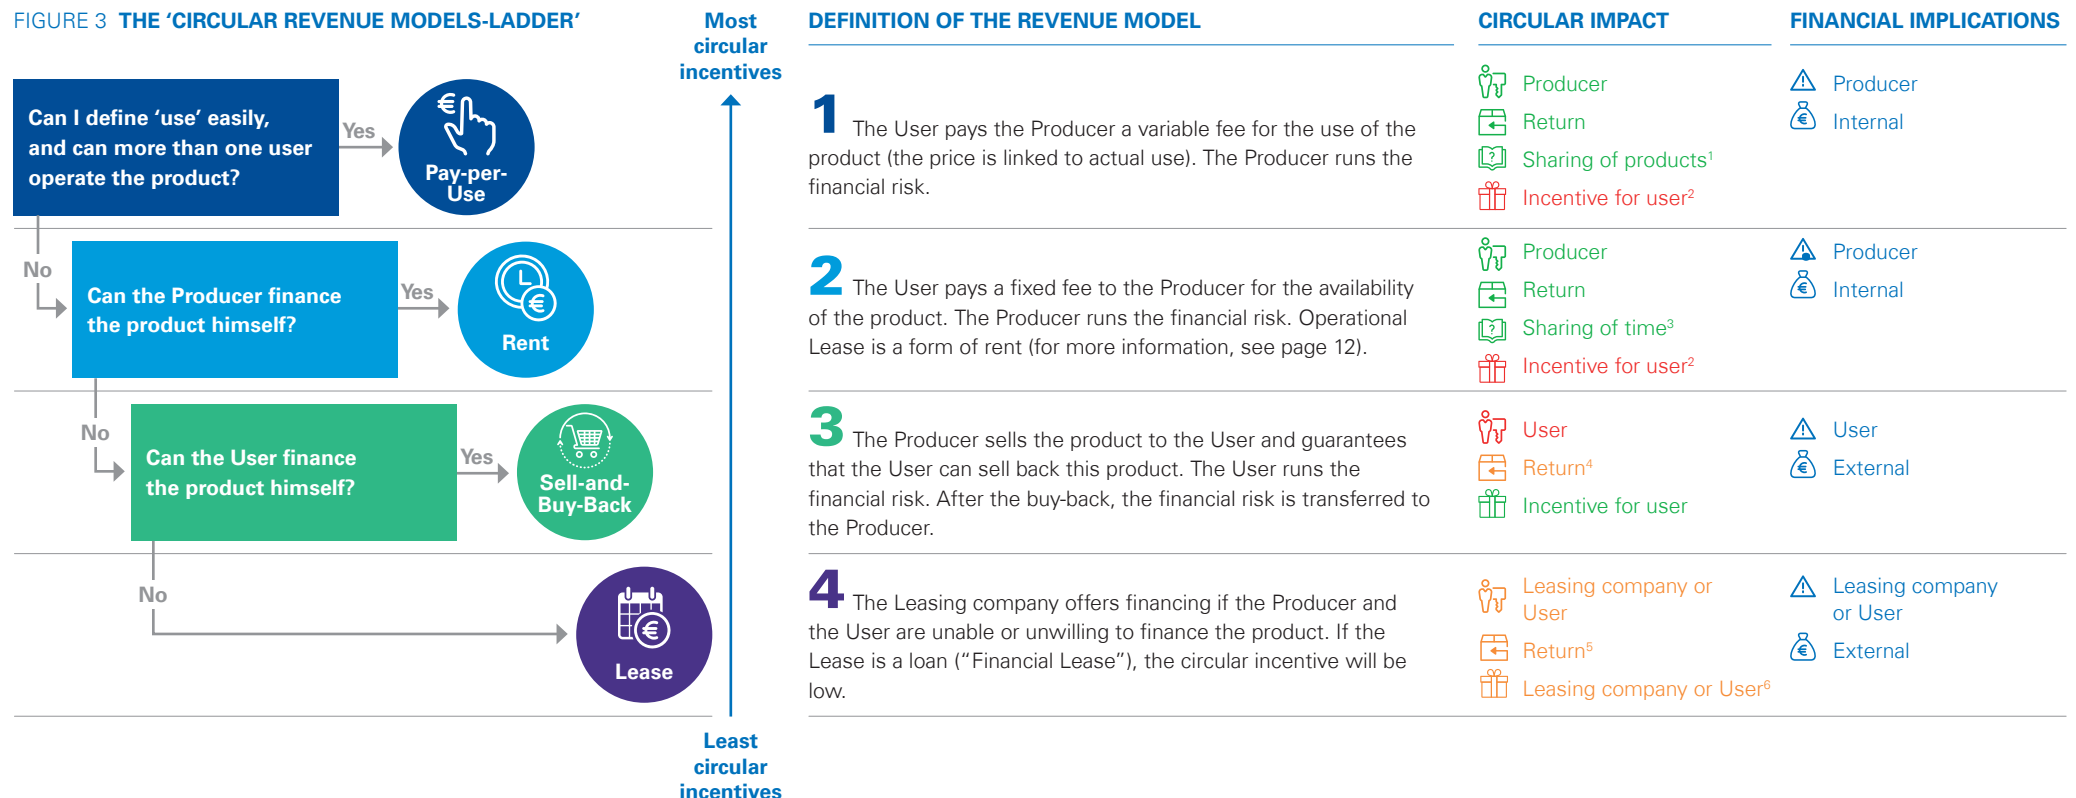 FIGURE 3 THE ‘CIRCULAR REVENUE MODELS-LADDER’
Most
circular
incentives
DEFINITION OF THE REVENUE MODEL
CIRCULAR IMPACT
FINANCIAL IMPLICATIONS
Can I define ‘use’ easily,
and can more than one user
operate the product?
Yes
€
Pay-per-
Use
1 The User pays the Producer a variable fee for the use of the
product (the price is linked to actual use). The Producer runs the
financial risk.
Producer
Return
? Sharing of products¹
Incentive for user²
! Producer
€ Internal
No
Can the Producer finance
the product himself?
Yes
€
Rent
2 The User pays a fixed fee to the Producer for the availability
of the product. The Producer runs the financial risk. Operational
Lease is a form of rent (for more information, see page 12).
Producer
Return
? Sharing of time³
Incentive for user²
Producer
€ Internal
No
Can the User finance
the product himself?
Yes
Sell-and-
Buy-Back
3 The Producer sells the product to the User and guarantees
that the User can sell back this product. The User runs the
financial risk. After the buy-back, the financial risk is transferred to
the Producer.
User
Return⁴
Incentive for user
! User
€ External
No
€
Lease
4 The Leasing company offers financing if the Producer and
the User are unable or unwilling to finance the product. If the
Lease is a loan (“Financial Lease”), the circular incentive will be
low.
Leasing company or
User
Return⁵
Leasing company or User⁶
! Leasing company
or User
€ External
Least
circular
incentives